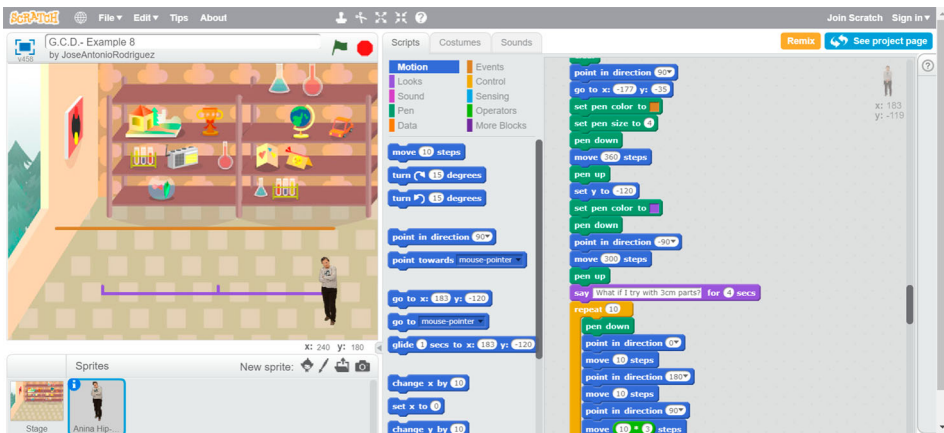 SCRATCH File▾ Edit▾ Tips About Join Scratch Sign in▾
G.C.D.- Example 8
by JoseAntonioRodriguez
v458
Scripts Costumes Sounds
Remix See project page
Motion Events
Looks Control
Sound Sensing
Pen Operators
Data More Blocks
move 10 steps
turn ↻ 15 degrees
turn ↺ 15 degrees
point in direction 90▾
point towards mouse-pointer
go to x: 183 y: -120
go to mouse-pointer
glide 1 secs to x: 183 y: -120
change x by 10
set x to 0
change y by 10
point in direction 90▾
go to x: -177 y: -35
set pen color to
set pen size to 4
pen down
move 360 steps
pen up
set y to -120
set pen color to
pen down
point in direction -90▾
move 300 steps
pen up
say What if I try with 3cm parts? for 4 secs
repeat 10
pen down
point in direction 0▾
move 10 steps
point in direction 180▾
move 10 steps
point in direction 90▾
move 10 * 3 steps
x: 183
y: -119
X: 240 y: 180
Sprites New sprite:
Stage
Anina Hip-...